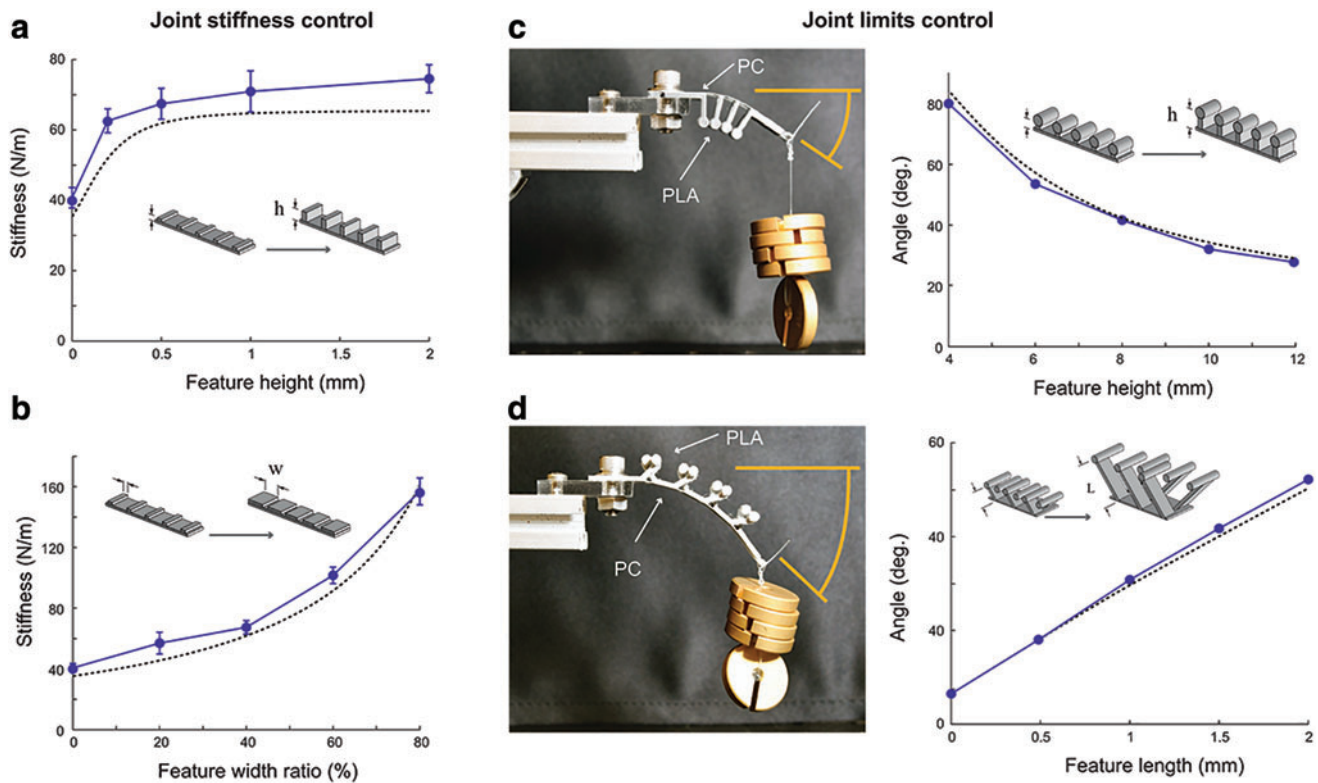 Joint stiffness control
Joint limits control
a
80
60
40
20
0
Stiffness (N/m)
h
0
0.5
1
1.5
2
Feature height (mm)
b
160
120
80
40
0
Stiffness (N/m)
W
0
20
40
60
80
Feature width ratio (%)
c
PC
PLA
80
60
40
20
0
Angle (deg.)
h
4
6
8
10
12
Feature height (mm)
d
PLA
PC
60
40
0
Angle (deg.)
L
0
0.5
1
1.5
2
Feature length (mm)